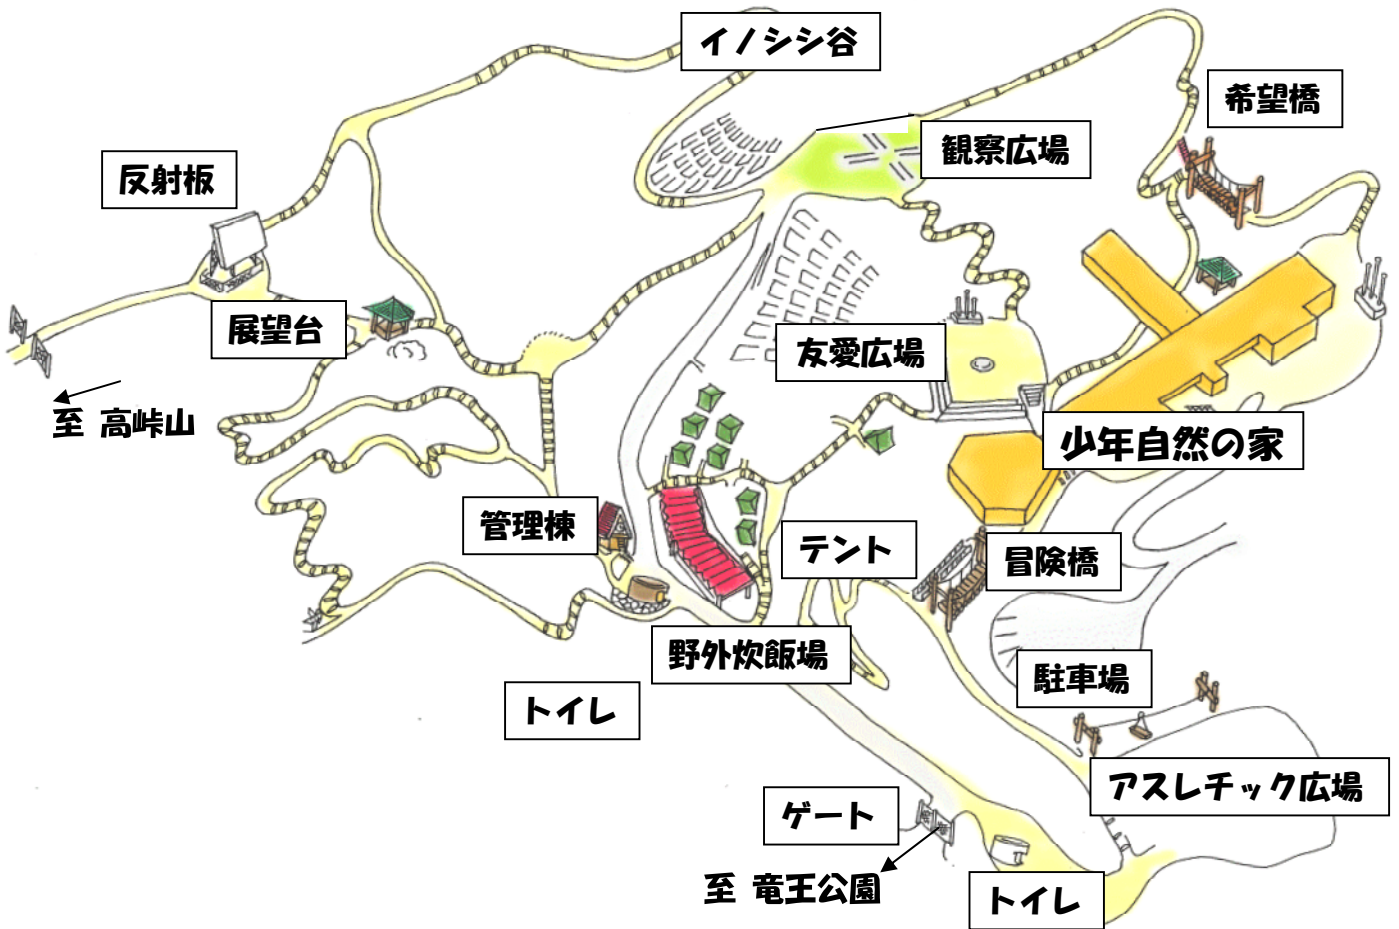 イノシシ谷
希望橋
観察広場
反射板
展望台
友愛広場
至 高峠山
少年自然の家
管理棟
テント
冒険橋
野外炊飯場
駐車場
トイレ
アスレチック広場
ゲート
至 竜王公園
トイレ